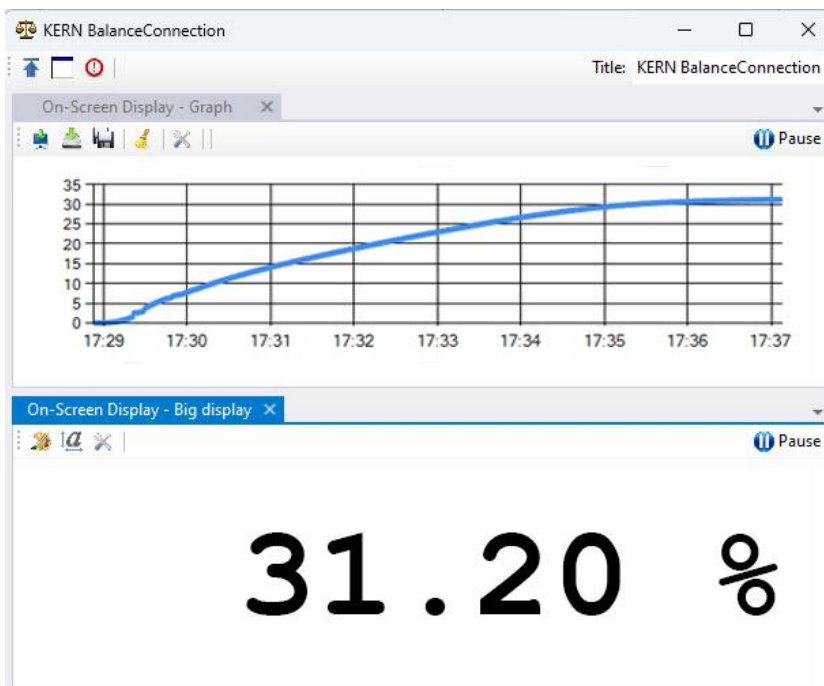 KERN BalanceConnection
Title: KERN BalanceConnection
On-Screen Display - Graph
Pause
35
30
25
20
15
10
5
0
17:29 17:30 17:31 17:32 17:33 17:34 17:35 17:36 17:37
On-Screen Display - Big display
a
Pause
31.20 %